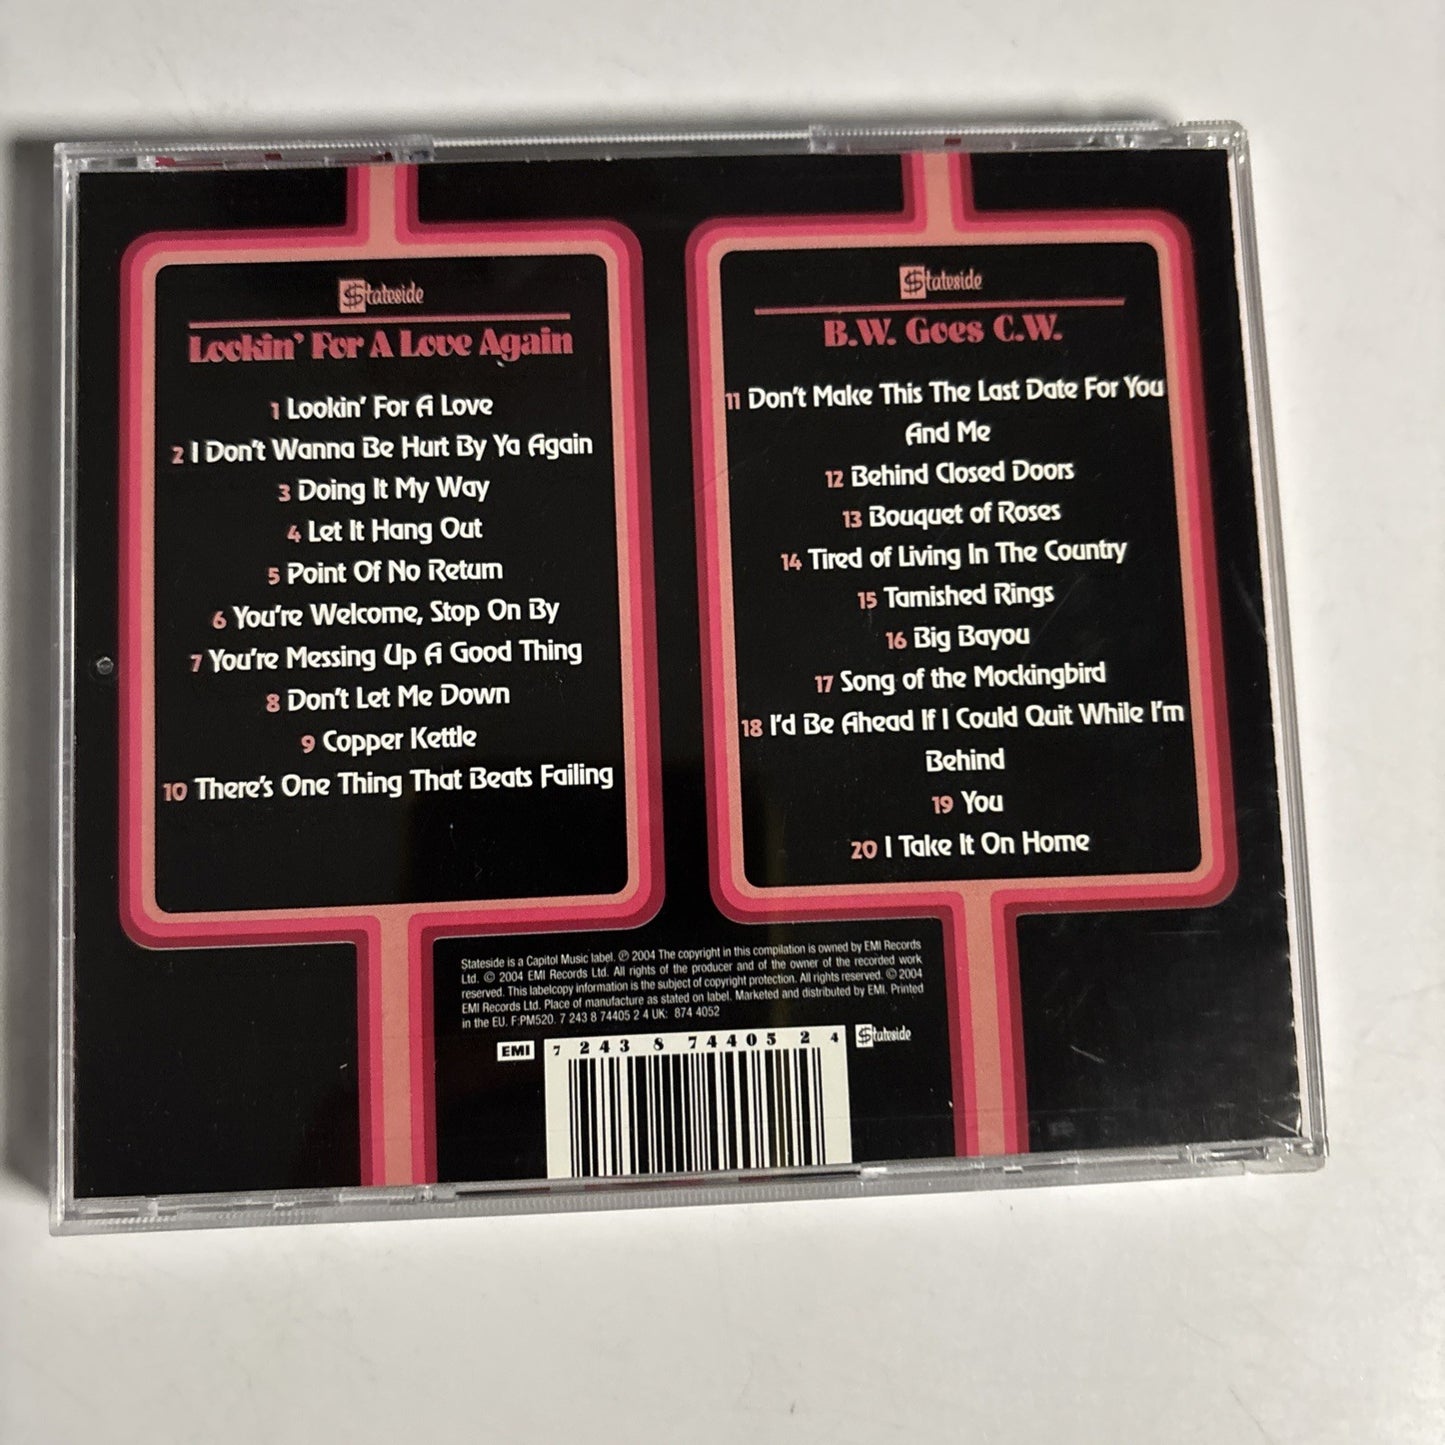 Stateside
Lookin' For A Love Again
1 Lookin' For A Love
2 I Don't Wanna Be Hurt By Ya Again
3 Doing It My Way
4 Let It Hang Out
5 Point Of No Return
6 You're Welcome, Stop On By
7 You're Messing Up A Good Thing
8 Don't Let Me Down
9 Copper Kettle
10 There's One Thing That Beats Failing
Stateside
B.W. Goes C.W.
11 Don't Make This The Last Date For You
And Me
12 Behind Closed Doors
13 Bouquet of Roses
14 Tired of Living In The Country
15 Tarnished Rings
16 Big Bayou
17 Song of the Mockingbird
18 I'd Be Ahead If I Could Quit While I'm
Behind
19 You
20 I Take It On Home
Stateside is a Capitol Music label. ℗ 2004 The copyright in this compilation is owned by EMI Records
Ltd. © 2004 EMI Records Ltd. All rights of the producer and of the owner of the recorded work
reserved. This labelcopy information is the subject of copyright protection. All rights reserved. © 2004
EMI Records Ltd. Place of manufacture as stated on label. Marketed and distributed by EMI. Printed
in the EU. F:PM520. 7 243 8 74405 2 4 UK: 874 4052
EMI
7 243 8 74405 2 4
Stateside